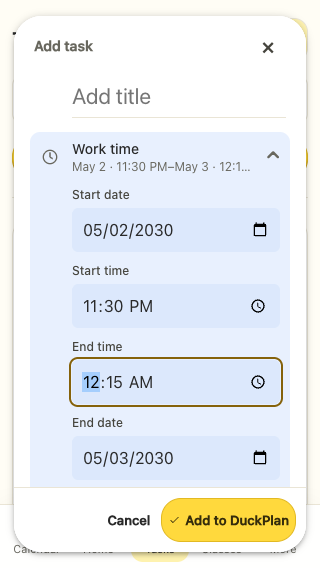 Add task
Add title
Work time
May 2 · 11:30 PM–May 3 · 12:1...
Start date
05/02/2030
Start time
11:30 PM
End time
12:15 AM
End date
05/03/2030
Cancel
Add to DuckPlan